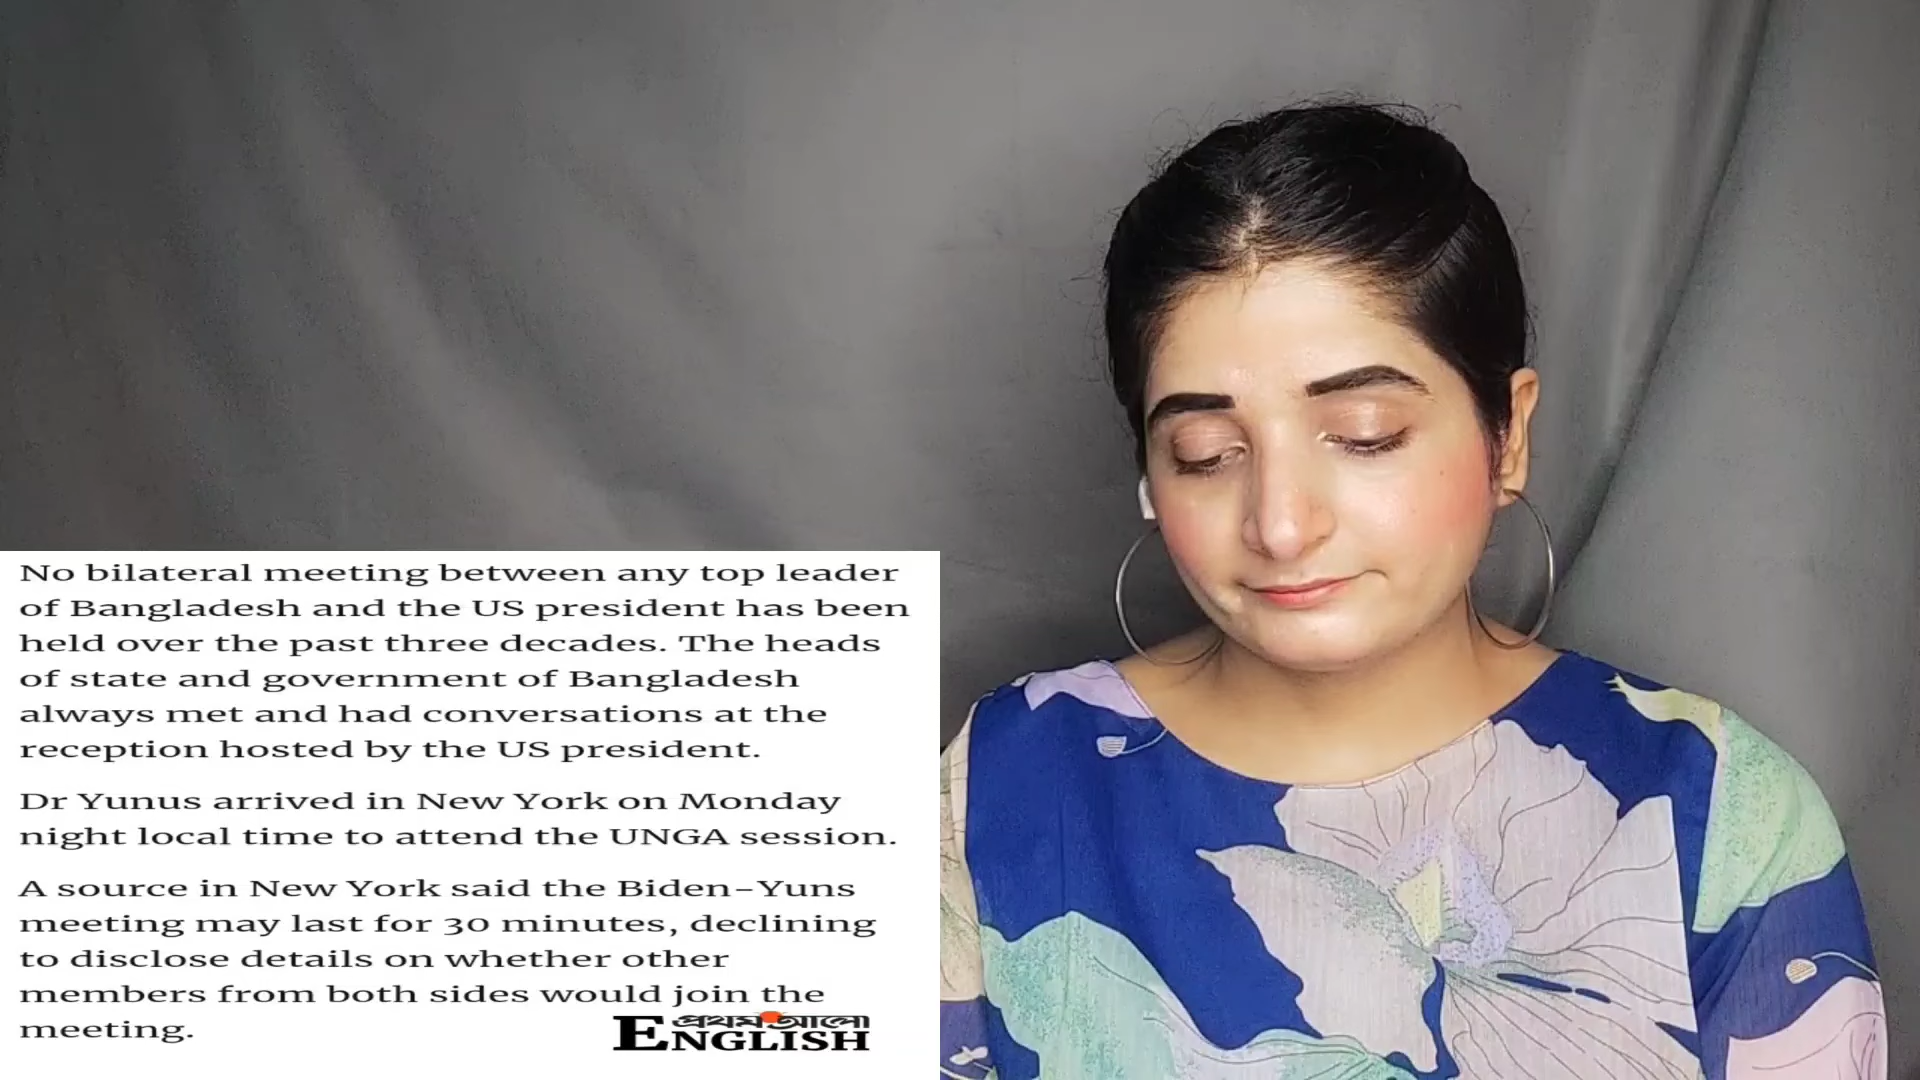 No bilateral meeting between any top leader
of Bangladesh and the US president has been
held over the past three decades. The heads
of state and government of Bangladesh
always met and had conversations at the
reception hosted by the US president.
Dr Yunus arrived in New York on Monday
night local time to attend the UNGA session.
A source in New York said the Biden-Yuns
meeting may last for 30 minutes, declining
to disclose details on whether other
members from both sides would join the
meeting.
প্রথম আলো
ENGLISH